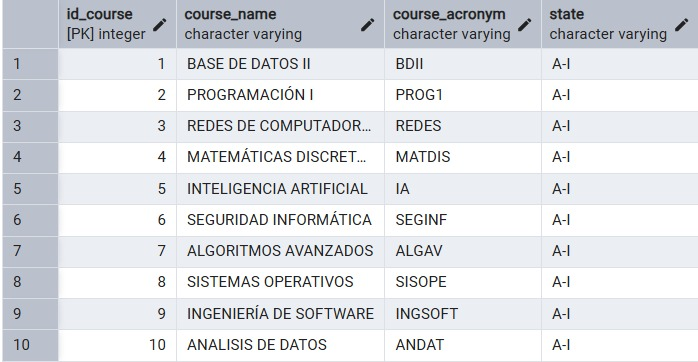 id_course course_name course_acronym state
[PK] integer character varying character varying character varying
1 1 BASE DE DATOS II BDII A-I
2 2 PROGRAMACIÓN I PROG1 A-I
3 3 REDES DE COMPUTADOR... REDES A-I
4 4 MATEMÁTICAS DISCRET... MATDIS A-I
5 5 INTELIGENCIA ARTIFICIAL IA A-I
6 6 SEGURIDAD INFORMÁTICA SEGINF A-I
7 7 ALGORITMOS AVANZADOS ALGAV A-I
8 8 SISTEMAS OPERATIVOS SISOPE A-I
9 9 INGENIERÍA DE SOFTWARE INGSOFT A-I
10 10 ANALISIS DE DATOS ANDAT A-I